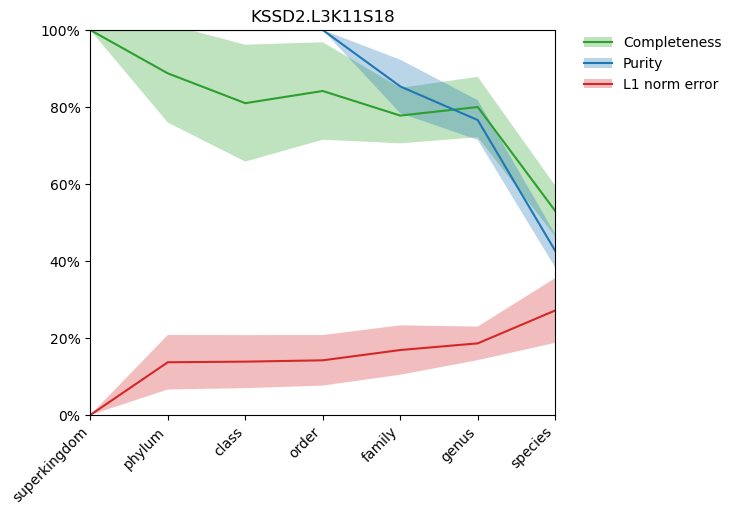 KSSD2.L3K11S18
100%
80%
60%
40%
20%
0%
superkingdom
phylum
class
order
family
genus
species
Completeness
Purity
L1 norm error